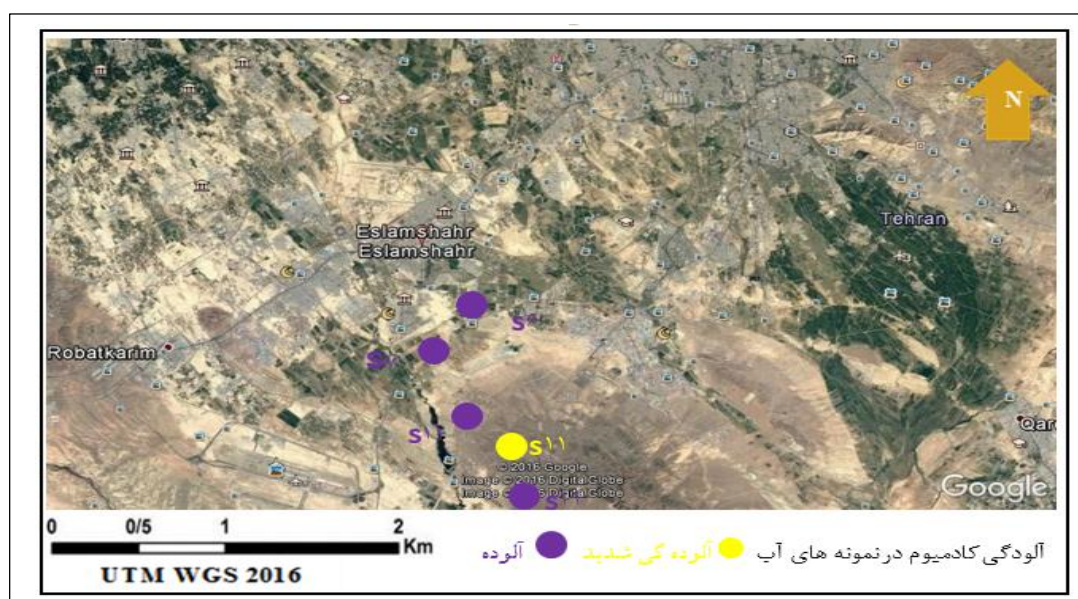 N
Tehran
Eslamshahr
Eslamshahr
Robatkarim
s۱۱
© 2016 Google
Image © 2016 DigitalGlobe
Google
0 0/5 1 2
Km
UTM WGS 2016
آلودگی کادمیوم در نمونه های آب آلوده گی شدید آلوده